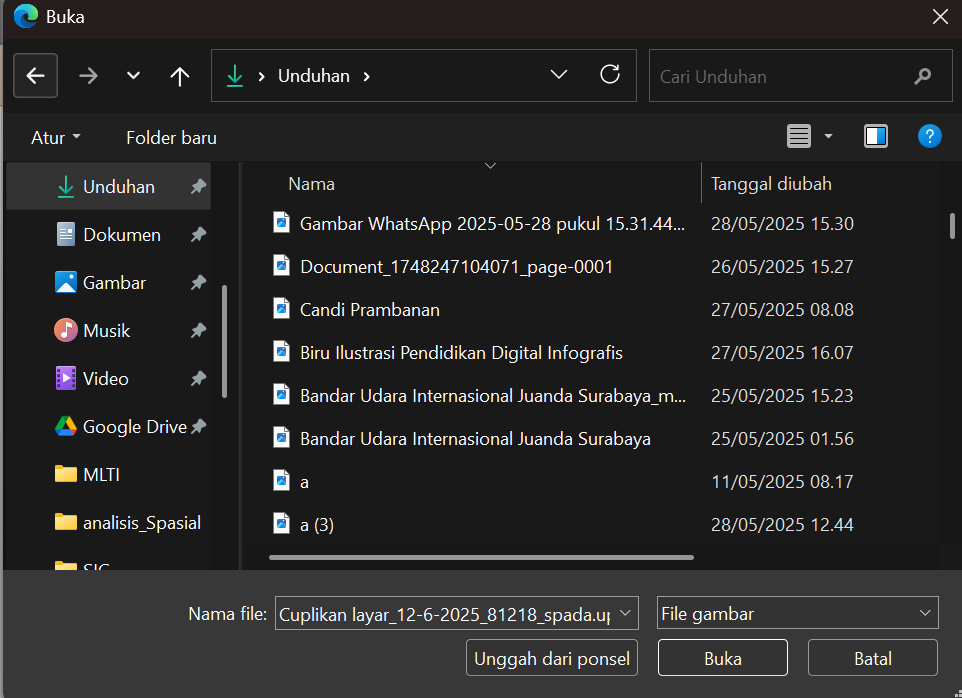 Buka
Unduhan
Cari Unduhan
Atur
Folder baru
?
Unduhan
Dokumen
Gambar
Musik
Video
Google Drive
MLTI
analisis_Spasial
SIG
Nama Tanggal diubah
Gambar WhatsApp 2025-05-28 pukul 15.31.44... 28/05/2025 15.30
Document_1748247104071_page-0001 26/05/2025 15.27
Candi Prambanan 27/05/2025 08.08
Biru Ilustrasi Pendidikan Digital Infografis 27/05/2025 16.07
Bandar Udara Internasional Juanda Surabaya_m... 25/05/2025 15.23
Bandar Udara Internasional Juanda Surabaya 25/05/2025 01.56
a 11/05/2025 08.17
a (3) 28/05/2025 12.44
Nama file: Cuplikan layar_12-6-2025_81218_spada.up File gambar
Unggah dari ponsel Buka Batal